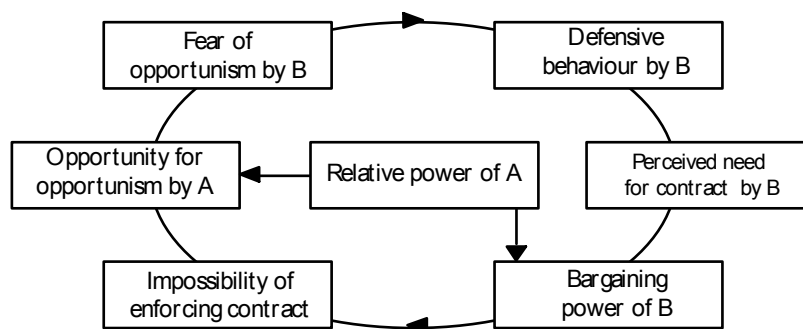 Fear of
opportunism by B
Defensive
behaviour by B
Opportunity for
opportunism by A
Relative power of A
Perceived need
for contract by B
Impossibility of
enforcing contract
Bargaining
power of B